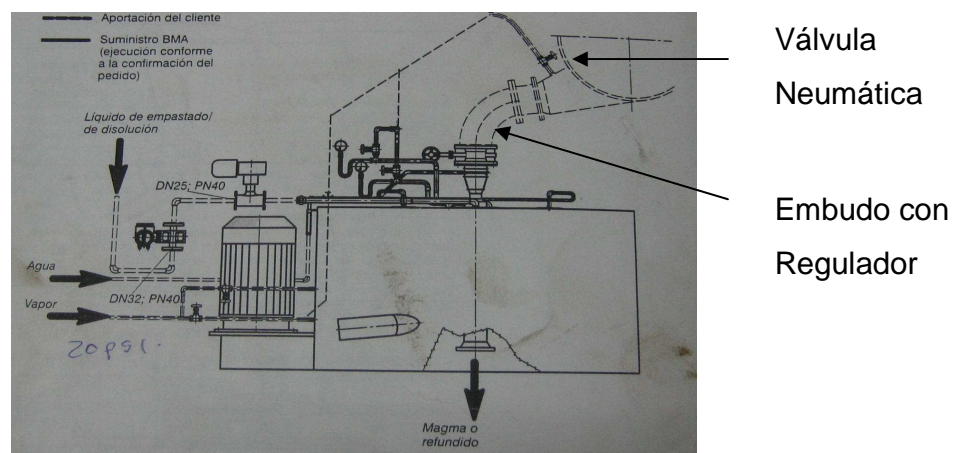 Aportación del cliente
Suministro BMA
(ejecución conforme
a la confirmación del
pedido)
Líquido de empastado/
de disolución
DN25; PN40
Agua
DN32; PN40
Vapor
20psi.
Magma o
refundido
Válvula
Neumática
Embudo con
Regulador